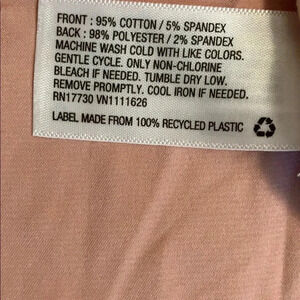 FRONT : 95% COTTON / 5% SPANDEX
BACK : 98% POLYESTER / 2% SPANDEX
MACHINE WASH COLD WITH LIKE COLORS.
GENTLE CYCLE. ONLY NON-CHLORINE
BLEACH IF NEEDED. TUMBLE DRY LOW.
REMOVE PROMPTLY. COOL IRON IF NEEDED.
RN17730 VN1111626
LABEL MADE FROM 100% RECYCLED PLASTIC